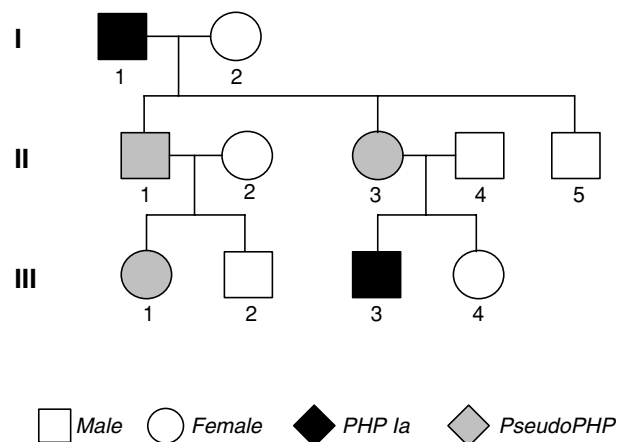 I
1 2
II
1 2 3 4 5
III
1 2 3 4
Male Female PHP Ia PseudoPHP